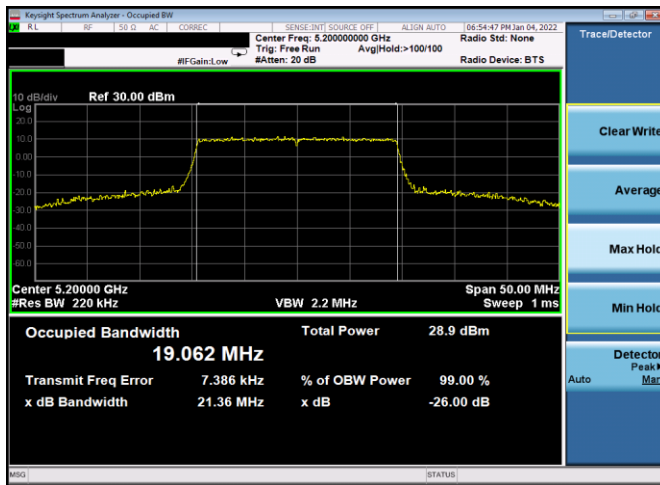 Keysight Spectrum Analyzer - Occupied BW
RL RF 50 Ω AC CORREC SENSE:INT SOURCE OFF ALIGN AUTO 06:54:47 PM Jan 04, 2022
Center Freq: 5.200000000 GHz Radio Std: None
Trig: Free Run Avg|Hold:>100/100
#IFGain:Low #Atten: 20 dB Radio Device: BTS
Trace/Detector
10 dB/div Ref 30.00 dBm
Log
20.0
10.0
0.00
-10.0
-20.0
-30.0
-40.0
-50.0
-60.0
Center 5.20000 GHz Span 50.00 MHz
#Res BW 220 kHz VBW 2.2 MHz Sweep 1 ms
Occupied Bandwidth Total Power 28.9 dBm
19.062 MHz
Transmit Freq Error 7.386 kHz % of OBW Power 99.00 %
x dB Bandwidth 21.36 MHz x dB -26.00 dB
Clear Write
Average
Max Hold
Min Hold
Detector
Peak
Auto Man
MSG STATUS